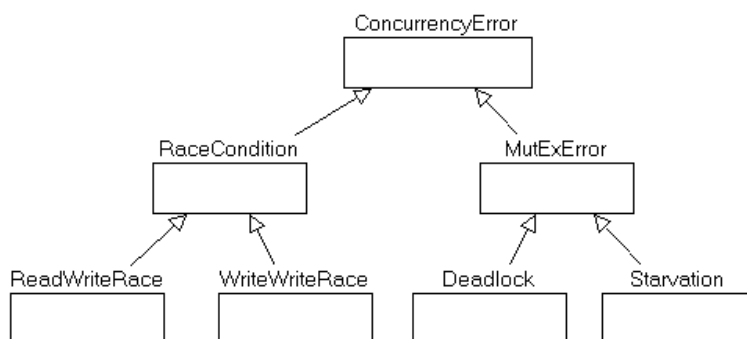 ConcurrencyError
RaceCondition
MutExError
ReadWriteRace
WriteWriteRace
Deadlock
Starvation